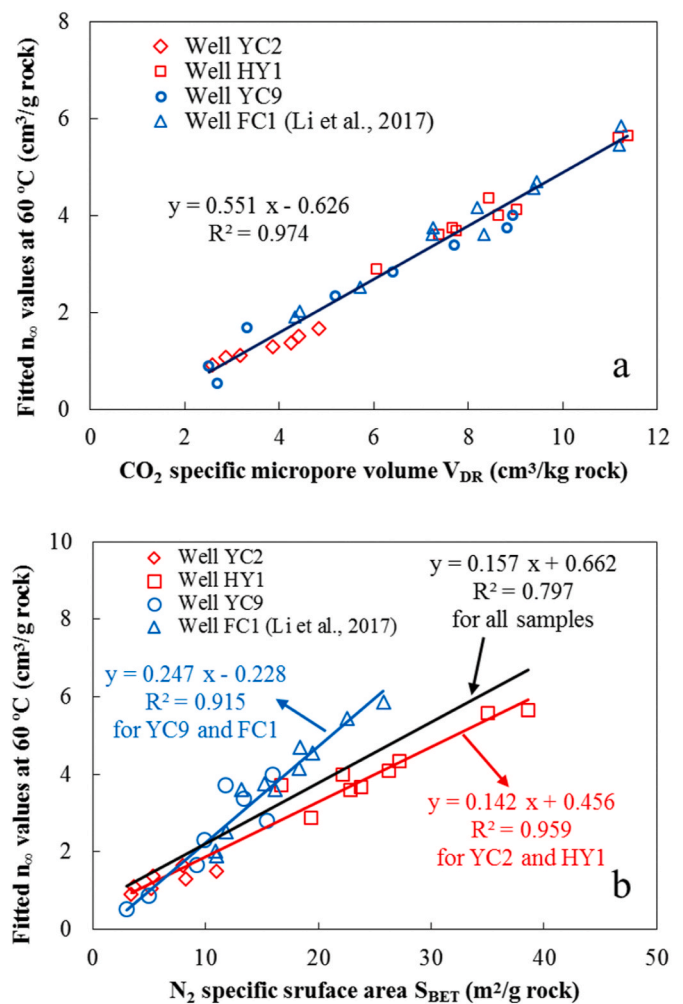 8
6
4
2
0
Fitted n∞ values at 60 ºC (cm³/g rock)
Well YC2
Well HY1
Well YC9
Well FC1 (Li et al., 2017)
y = 0.551 x - 0.626
R² = 0.974
a
0 2 4 6 8 10 12
CO₂ specific micropore volume V_DR (cm³/kg rock)
10
8
6
4
2
0
Fitted n∞ values at 60 ºC (cm³/g rock)
Well YC2
Well HY1
Well YC9
Well FC1 (Li et al., 2017)
y = 0.157 x + 0.662
R² = 0.797
for all samples
y = 0.247 x - 0.228
R² = 0.915
for YC9 and FC1
y = 0.142 x + 0.456
R² = 0.959
for YC2 and HY1
b
0 10 20 30 40 50
N₂ specific sruface area S_BET (m²/g rock)